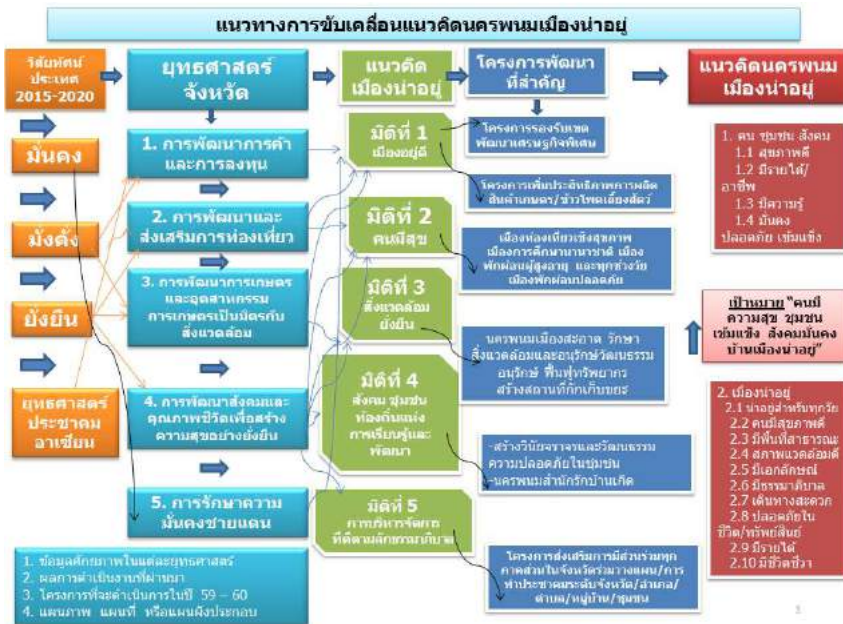 แนวทางการขับเคลื่อนแนวคิดนครพนมเมืองน่าอยู่
วิสัยทัศน์
ประเทศ
2015-2020
ยุทธศาสตร์
จังหวัด
แนวคิด
เมืองน่าอยู่
โครงการพัฒนา
ที่สำคัญ
แนวคิดนครพนม
เมืองน่าอยู่
มั่นคง
มั่งคั่ง
ยั่งยืน
ยุทธศาสตร์
ประชาคม
อาเซียน
1. การพัฒนาการค้า
และการลงทุน
2. การพัฒนาและ
ส่งเสริมการท่องเที่ยว
3. การพัฒนาการเกษตร
และอุตสาหกรรม
การเกษตรเป็นมิตรกับ
สิ่งแวดล้อม
4. การพัฒนาสังคมและ
คุณภาพชีวิตเพื่อสร้าง
ความสุขอย่างยั่งยืน
5. การรักษาความ
มั่นคงชายแดน
มิติที่ 1
เมืองอยู่ดี
มิติที่ 2
คนมีสุข
มิติที่ 3
สิ่งแวดล้อม
ยั่งยืน
มิติที่ 4
สังคม ชุมชน
ท้องถิ่นแห่ง
การเรียนรู้และ
พัฒนา
มิติที่ 5
การบริหารจัดการ
ที่ดีตามหลักธรรมาภิบาล
โครงการรองรับเขต
พัฒนาเศรษฐกิจพิเศษ
โครงการเพิ่มประสิทธิภาพการผลิต
สินค้าเกษตร/ข้าวโพดเลี้ยงสัตว์
เมืองท่องเที่ยวเชิงสุขภาพ
เมืองการศึกษานานาชาติ เมือง
พักผ่อนผู้สูงอายุ และทุกช่วงวัย
เมืองพักผ่อนปลอดภัย
นครพนมเมืองสะอาด รักษา
สิ่งแวดล้อมและอนุรักษ์วัฒนธรรม
อนุรักษ์ ฟื้นฟูทรัพยากร
สร้างสถานที่กักเก็บขยะ
-สร้างวินัยจราจรและวัฒนธรรม
ความปลอดภัยในชุมชน
-นครพนมสำนึกรักบ้านเกิด
โครงการส่งเสริมการมีส่วนร่วมทุก
ภาคส่วนในจังหวัดร่วมวางแผน/การ
ทำประชาคมระดับจังหวัด/อำเภอ/
ตำบล/หมู่บ้าน/ชุมชน
1. คน ชุมชน สังคม
1.1 สุขภาพดี
1.2 มีรายได้/
อาชีพ
1.3 มีความรู้
1.4 มั่นคง
ปลอดภัย เข้มแข็ง
เป้าหมาย "คนมี
ความสุข ชุมชน
เข้มแข็ง สังคมมั่นคง
บ้านเมืองน่าอยู่"
2. เมืองน่าอยู่
2.1 น่าอยู่สำหรับทุกวัย
2.2 คนมีสุขภาพดี
2.3 มีพื้นที่สาธารณะ
2.4 สภาพแวดล้อมดี
2.5 มีเอกลักษณ์
2.6 มีธรรมาภิบาล
2.7 เดินทางสะดวก
2.8 ปลอดภัยใน
ชีวิต/ทรัพย์สินย์
2.9 มีรายได้
2.10 มีชีวิตชีวา
1. ข้อมูลศักยภาพในแต่ละยุทธศาสตร์
2. ผลการดำเนินงานที่ผ่านมา
3. โครงการที่จะดำเนินการในปี 59 – 60
4. แผนภาพ แผนที่ หรือแผนผังประกอบ